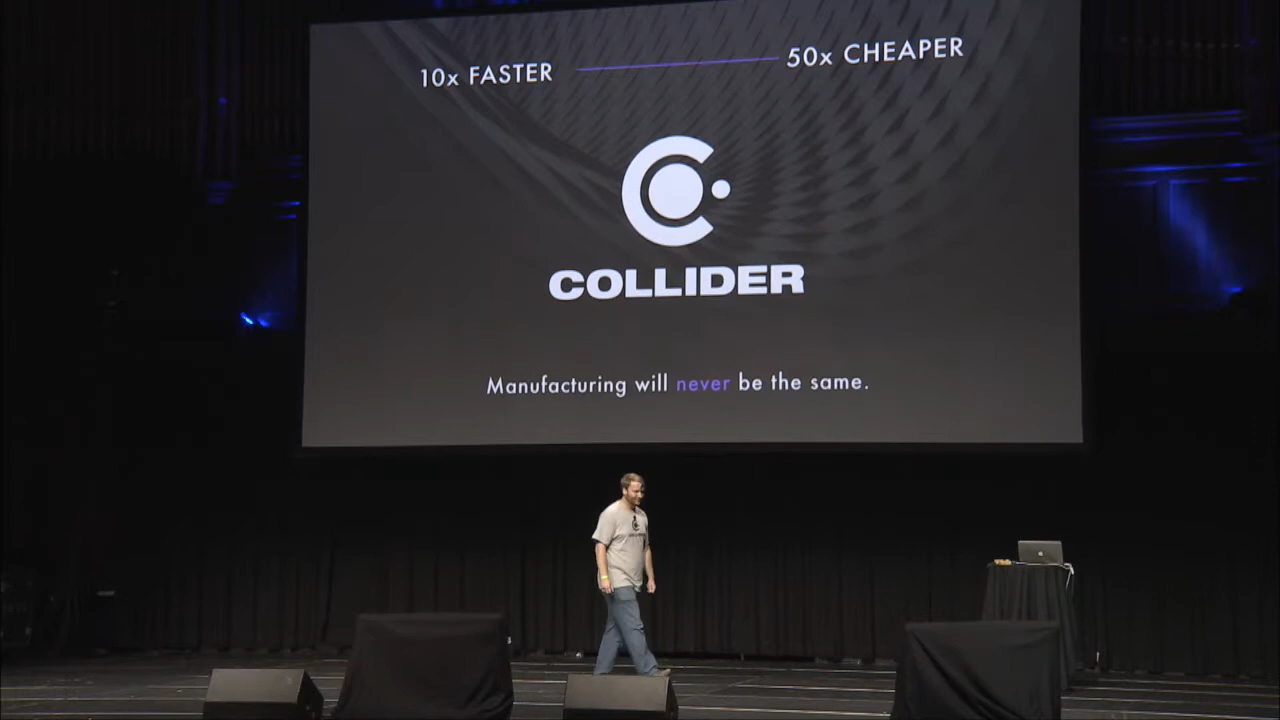 10x FASTER
50x CHEAPER
COLLIDER
Manufacturing will never be the same.